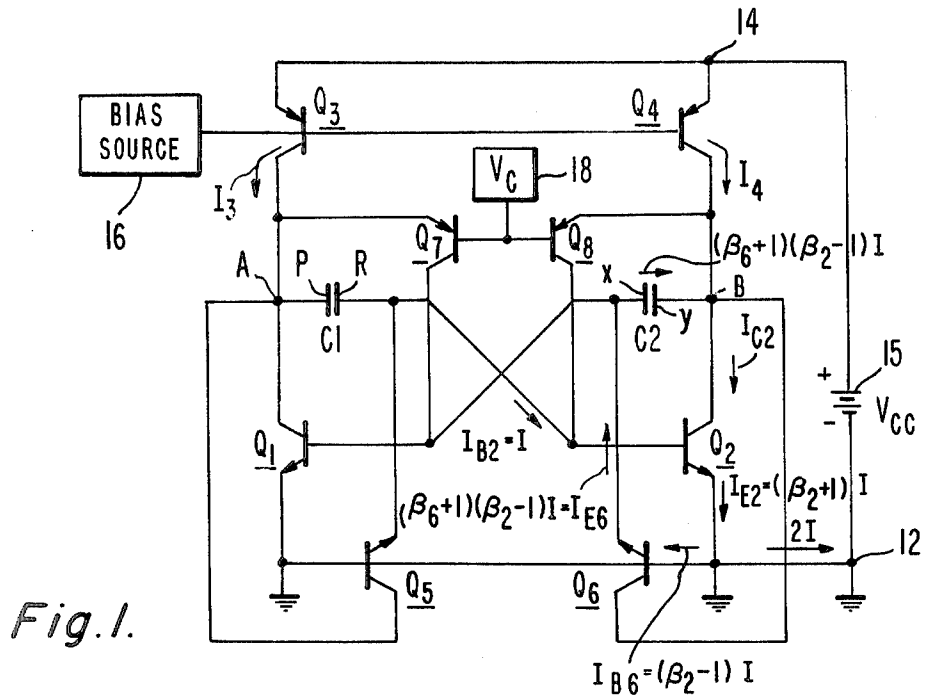 14
BIAS
SOURCE
16
Q3
Q4
I3
I4
VC
18
Q7
Q8
(β6+1)(β2-1)I
A
P
R
C1
X
y
C2
B
IC2
15
+
-
VCC
Q1
IB2=I
Q2
(β6+1)(β2-1)I=IE6
IE2=(β2+1)I
2I
12
Q5
Q6
IB6=(β2-1)I
Fig.1.